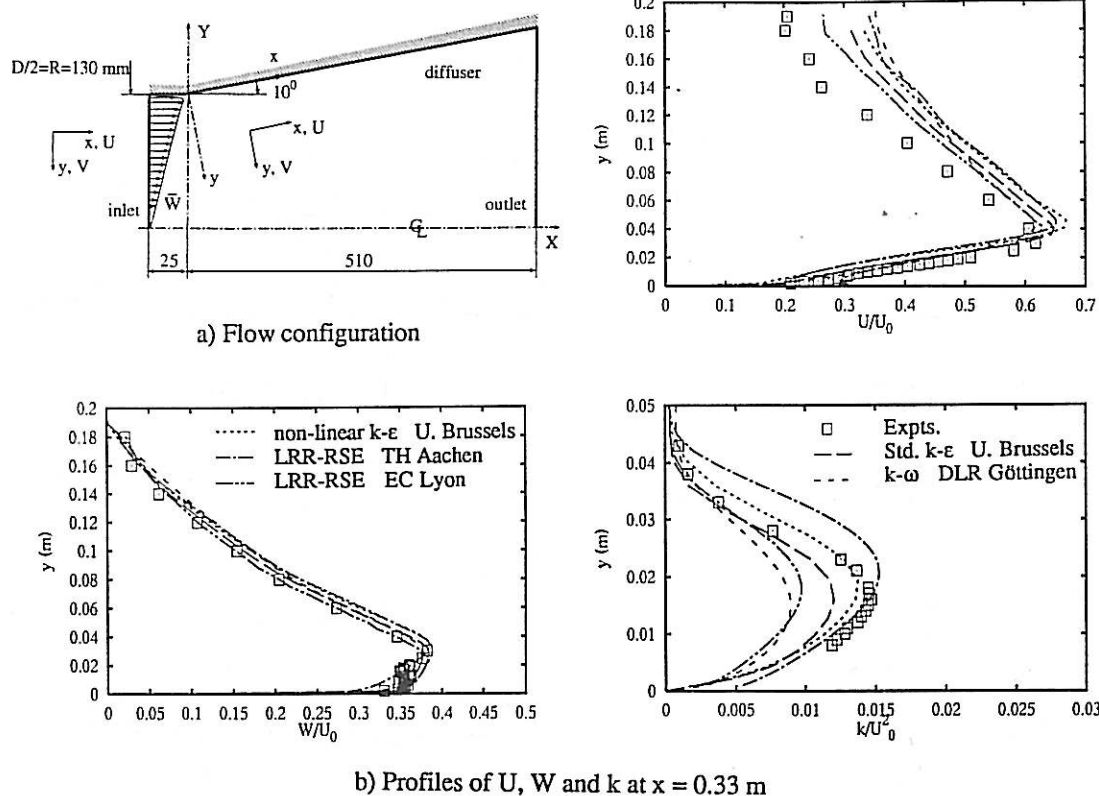 Y
D/2=R=130 mm
x
diffuser
10⁰
x, U
x, U
y, V
y, V
y
W̅
inlet
outlet
C̲L
X
25
510
a) Flow configuration
0.2
0.18
0.16
0.14
0.12
0.1
0.08
0.06
0.04
0.02
0
y (m)
0 0.1 0.2 0.3 0.4 0.5 0.6 0.7
U/U₀
0.2
0.18
0.16
0.14
0.12
0.1
0.08
0.06
0.04
0.02
0
y (m)
non-linear k-ε U. Brussels
LRR-RSE TH Aachen
LRR-RSE EC Lyon
0 0.05 0.1 0.15 0.2 0.25 0.3 0.35 0.4 0.45 0.5
W/U₀
0.05
0.04
0.03
0.02
0.01
0
y (m)
Expts.
Std. k-ε U. Brussels
k-ω DLR Göttingen
0 0.005 0.01 0.015 0.02 0.025 0.03
k/U²₀
b) Profiles of U, W and k at x = 0.33 m